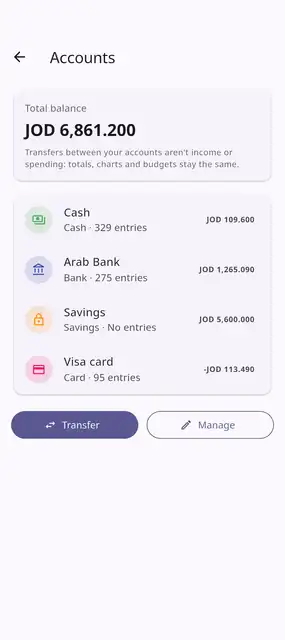 Accounts
Total balance
JOD 6,861.200
Transfers between your accounts aren't income or
spending: totals, charts and budgets stay the same.
Cash
Cash · 329 entries
JOD 109.600
Arab Bank
Bank · 275 entries
JOD 1,265.090
Savings
Savings · No entries
JOD 5,600.000
Visa card
Card · 95 entries
-JOD 113.490
Transfer
Manage